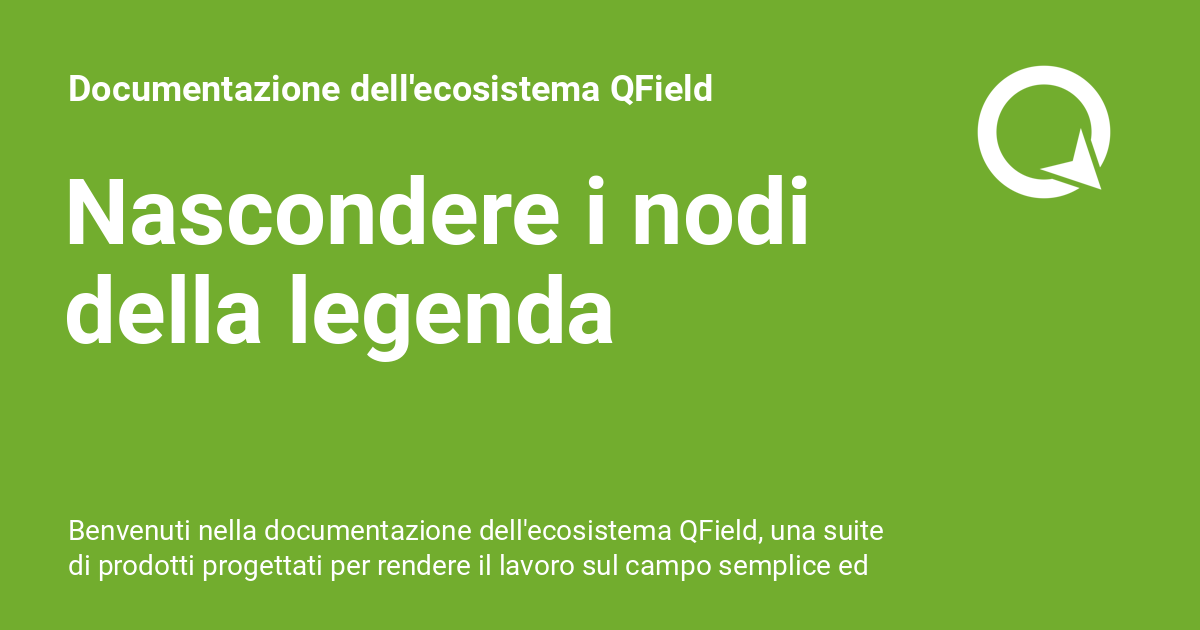 Documentazione dell'ecosistema QField
Nascondere i nodi
della legenda
Benvenuti nella documentazione dell'ecosistema QField, una suite
di prodotti progettati per rendere il lavoro sul campo semplice ed